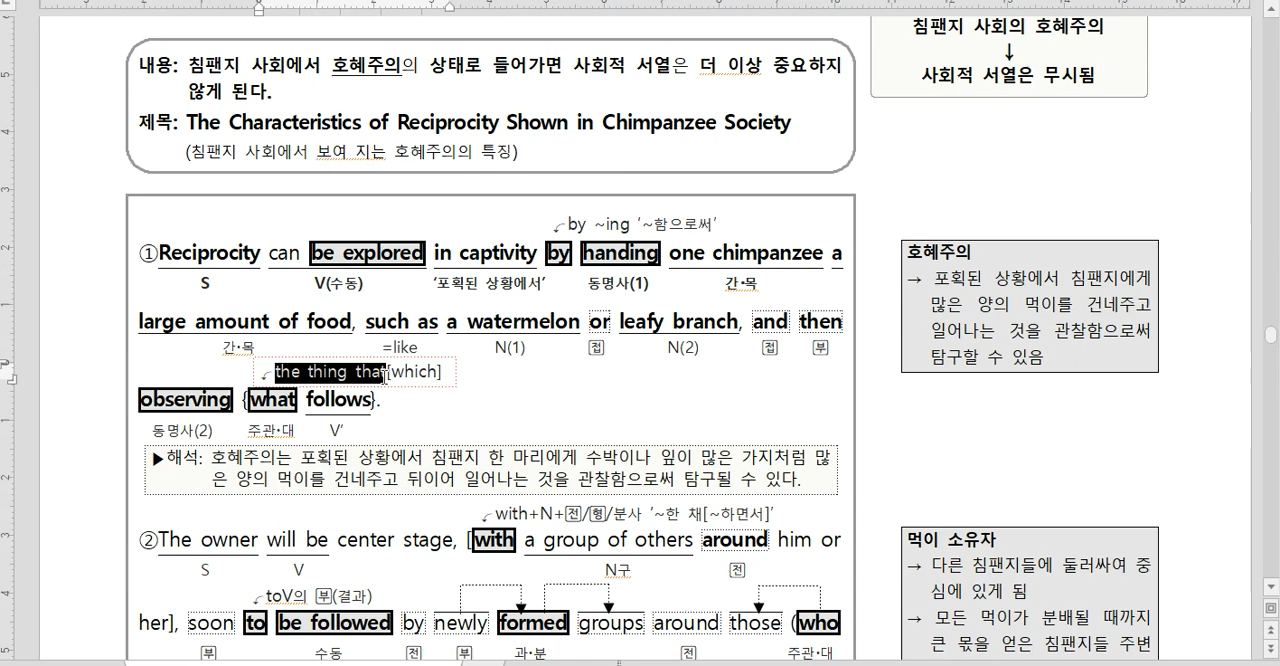 침팬지 사회의 호혜주의
↓
사회적 서열은 무시됨
내용: 침팬지 사회에서 호혜주의의 상태로 들어가면 사회적 서열은 더 이상 중요하지
않게 된다.
제목: The Characteristics of Reciprocity Shown in Chimpanzee Society
(침팬지 사회에서 보여 지는 호혜주의의 특징)
by ~ing ‘~함으로써’
①Reciprocity can be explored in captivity by handing one chimpanzee a
S V(수동) ‘포획된 상황에서’ 동명사(1) 간·목
large amount of food, such as a watermelon or leafy branch, and then
간·목 =like N(1) 접 N(2) 접 부
the thing that[which]
observing {what follows}.
동명사(2) 주관·대 V′
▶해석: 호혜주의는 포획된 상황에서 침팬지 한 마리에게 수박이나 잎이 많은 가지처럼 많
은 양의 먹이를 건네주고 뒤이어 일어나는 것을 관찰함으로써 탐구될 수 있다.
with+N+전/형/분사 ‘~한 채[~하면서]’
②The owner will be center stage, [with a group of others around him or
S V N구 전
toV의 부(결과)
her], soon to be followed by newly formed groups around those (who
부 수동 전 부 과·분 전 주관·대
호혜주의
→ 포획된 상황에서 침팬지에게
많은 양의 먹이를 건네주고
일어나는 것을 관찰함으로써
탐구할 수 있음
먹이 소유자
→ 다른 침팬지들에 둘러싸여 중
심에 있게 됨
→ 모든 먹이가 분배될 때까지
큰 몫을 얻은 침팬지들 주변